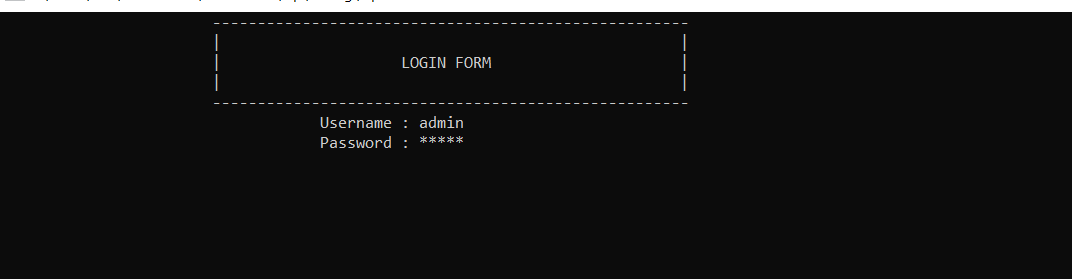 LOGIN FORM
Username : admin
Password : *****